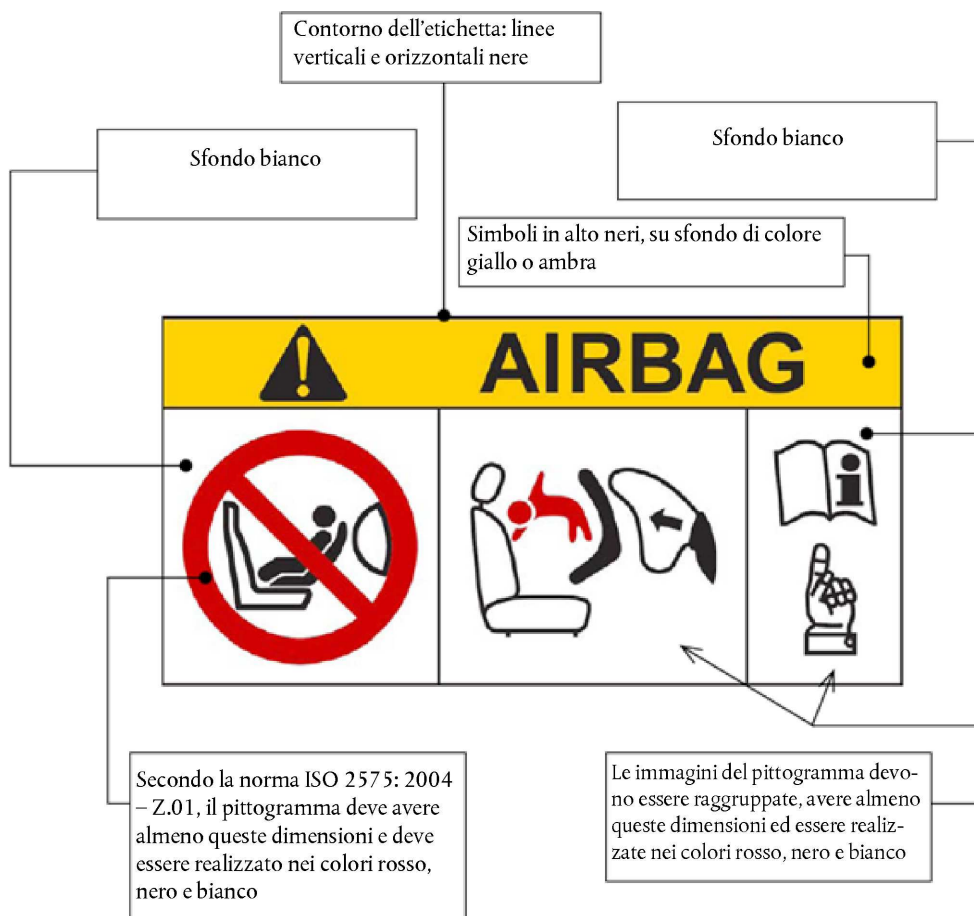 Contorno dell'etichetta: linee
verticali e orizzontali nere
Sfondo bianco
Sfondo bianco
Simboli in alto neri, su sfondo di colore
giallo o ambra
AIRBAG
Secondo la norma ISO 2575: 2004
– Z.01, il pittogramma deve avere
almeno queste dimensioni e deve
essere realizzato nei colori rosso,
nero e bianco
Le immagini del pittogramma devo-
no essere raggruppate, avere almeno
queste dimensioni ed essere realiz-
zate nei colori rosso, nero e bianco